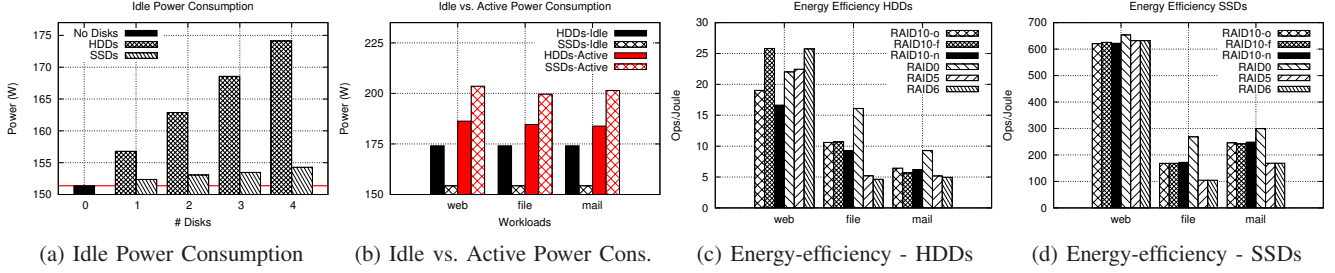 Idle Power Consumption
Power (W)
175
170
165
160
155
150
No Disks
HDDs
SSDs
0 1 2 3 4
# Disks
(a) Idle Power Consumption
Idle vs. Active Power Consumption
Power (W)
225
200
175
150
HDDs-Idle
SSDs-Idle
HDDs-Active
SSDs-Active
web file mail
Workloads
(b) Idle vs. Active Power Cons.
Energy Efficiency HDDs
Ops/Joule
30
25
20
15
10
5
0
RAID10-o
RAID10-f
RAID10-n
RAID0
RAID5
RAID6
web file mail
(c) Energy-efficiency - HDDs
Energy Efficiency SSDs
Ops/Joule
700
600
500
400
300
200
100
0
RAID10-o
RAID10-f
RAID10-n
RAID0
RAID5
RAID6
web file mail
(d) Energy-efficiency - SSDs